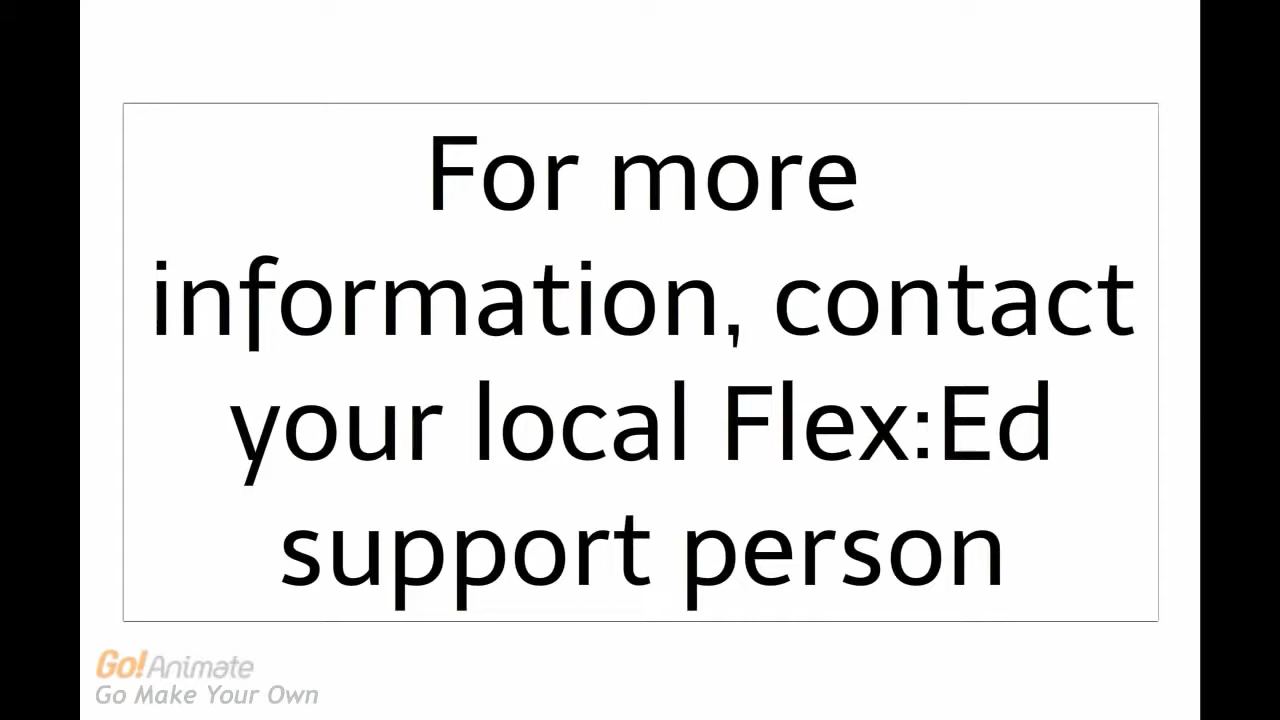 For more
information, contact
your local Flex:Ed
support person
Go!Animate
Go Make Your Own